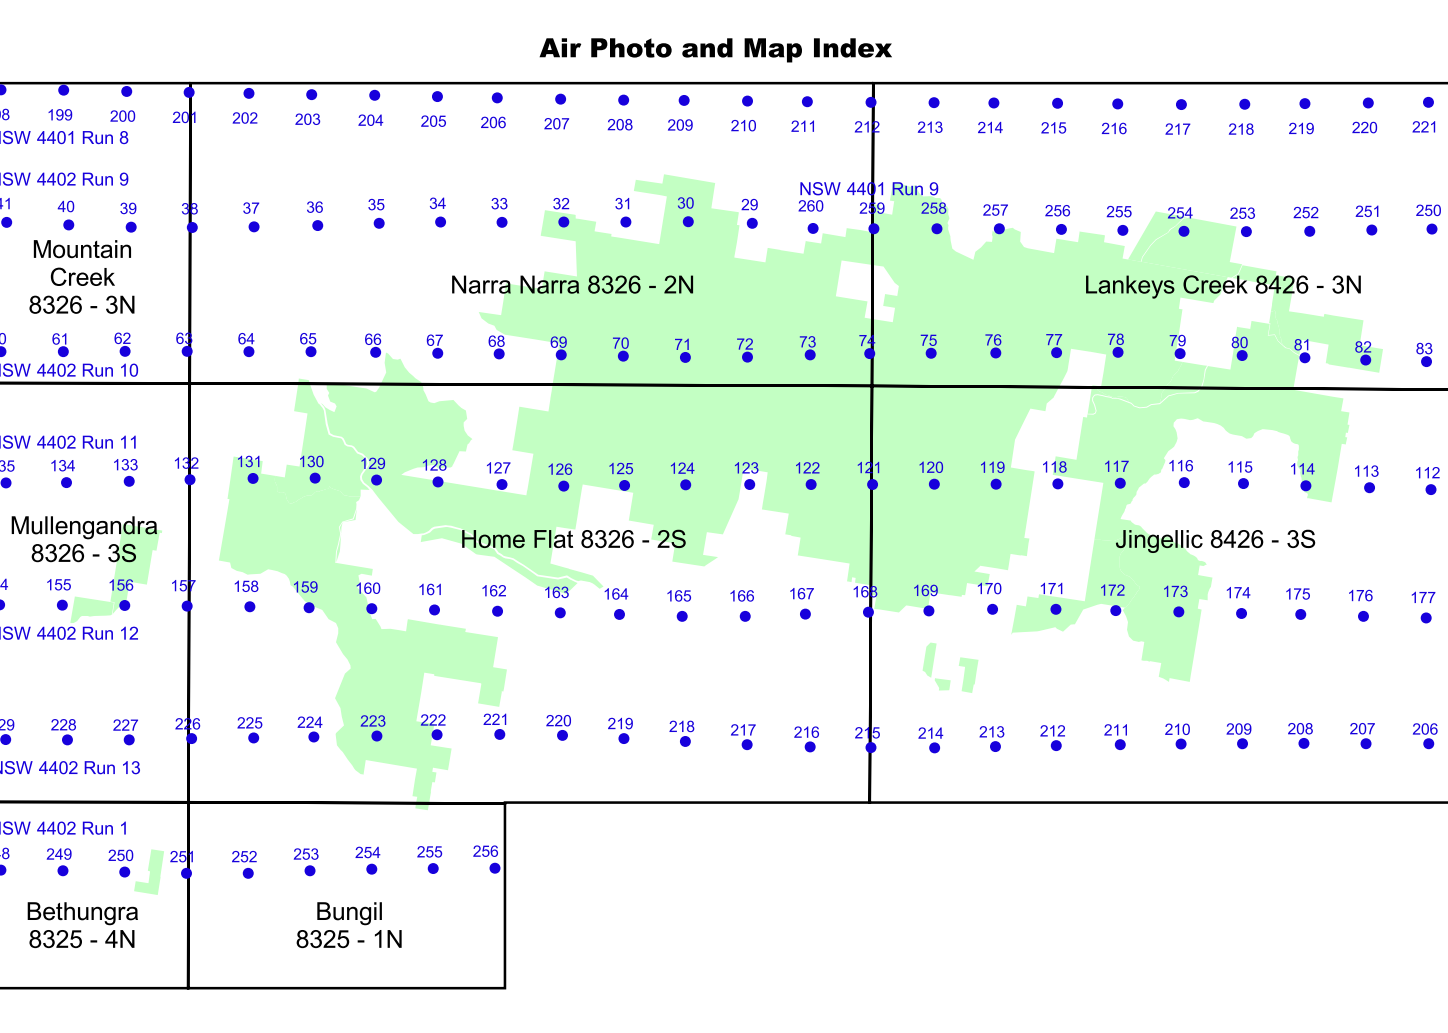 Air Photo and Map Index
98 199 200 201 202 203 204 205 206 207 208 209 210 211 212 213 214 215 216 217 218 219 220 221
NSW 4401 Run 8
NSW 4402 Run 9
NSW 4401 Run 9
41 40 39 38 37 36 35 34 33 32 31 30 29 260 259 258 257 256 255 254 253 252 251 250
Mountain
Creek
8326 - 3N
Narra Narra 8326 - 2N
Lankeys Creek 8426 - 3N
0 61 62 63 64 65 66 67 68 69 70 71 72 73 74 75 76 77 78 79 80 81 82 83
NSW 4402 Run 10
NSW 4402 Run 11
35 134 133 132 131 130 129 128 127 126 125 124 123 122 121 120 119 118 117 116 115 114 113 112
Mullengandra
8326 - 3S
Home Flat 8326 - 2S
Jingellic 8426 - 3S
4 155 156 157 158 159 160 161 162 163 164 165 166 167 168 169 170 171 172 173 174 175 176 177
NSW 4402 Run 12
29 228 227 226 225 224 223 222 221 220 219 218 217 216 215 214 213 212 211 210 209 208 207 206
NSW 4402 Run 13
NSW 4402 Run 1
48 249 250 251 252 253 254 255 256
Bethungra
8325 - 4N
Bungil
8325 - 1N